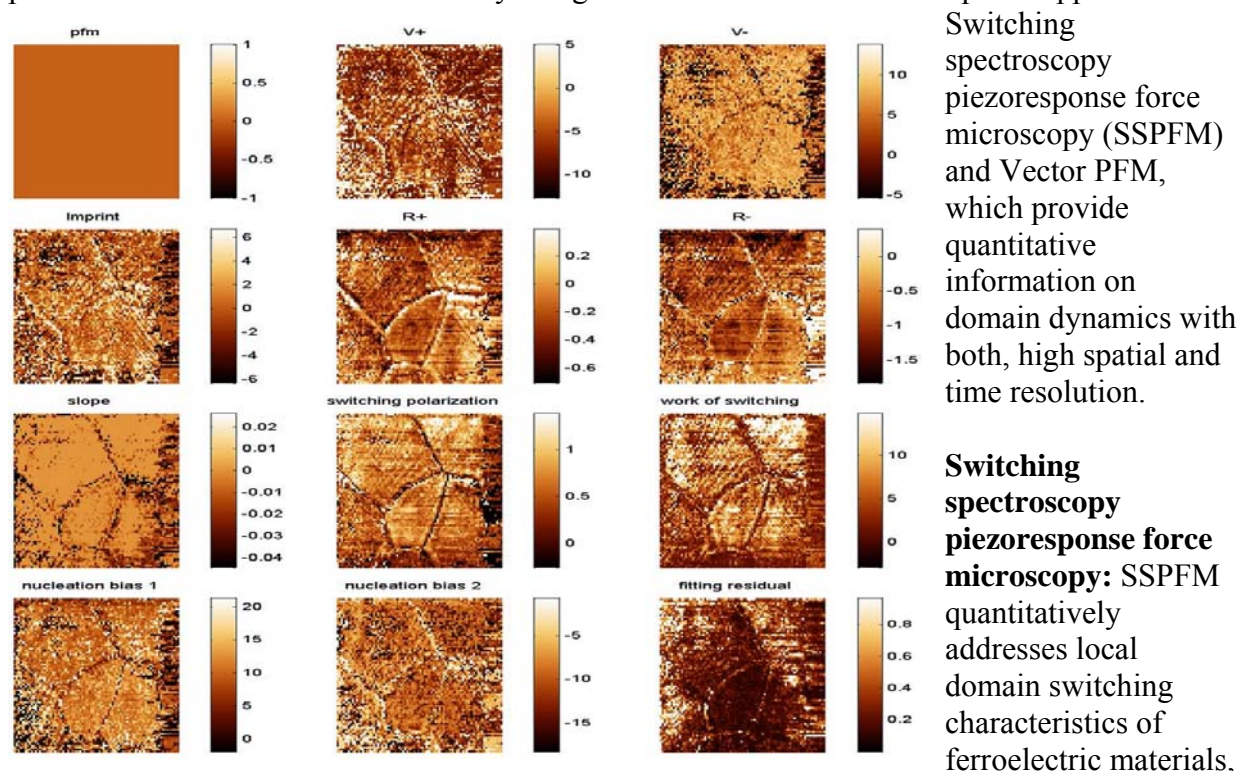 pfm
1
0.5
0
-0.5
-1
V+
5
0
-5
-10
V-
10
5
0
-5
Imprint
6
4
2
0
-2
-4
-6
R+
0.2
0
-0.2
-0.4
-0.6
R-
0
-0.5
-1
-1.5
slope
0.02
0.01
0
-0.01
-0.02
-0.03
-0.04
switching polarization
1
0.5
0
work of switching
10
5
0
nucleation bias 1
20
15
10
5
0
nucleation bias 2
-5
-10
-15
fitting residual
0.8
0.6
0.4
0.2
Switching
spectroscopy
piezoresponse force
microscopy (SSPFM)
and Vector PFM,
which provide
quantitative
information on
domain dynamics with
both, high spatial and
time resolution.
Switching
spectroscopy
piezoresponse force
microscopy: SSPFM
quantitatively
addresses local
domain switching
characteristics of
ferroelectric materials,